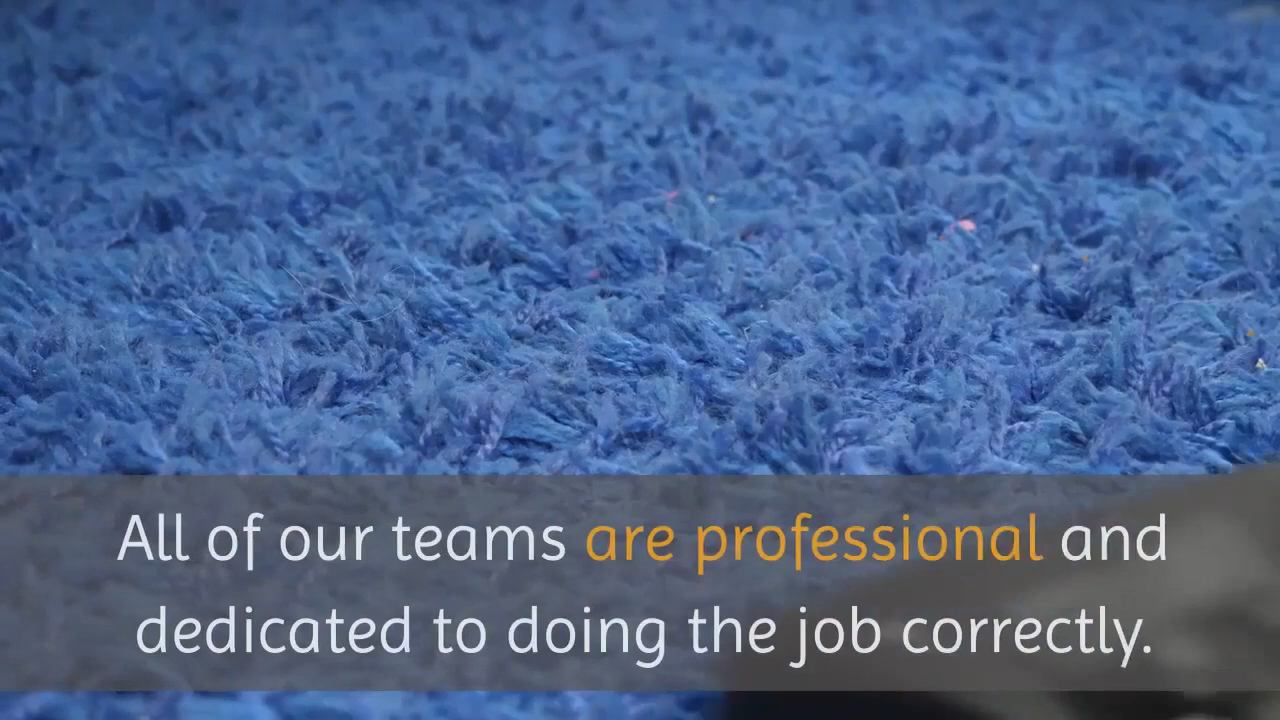 All of our teams are professional and
dedicated to doing the job correctly.